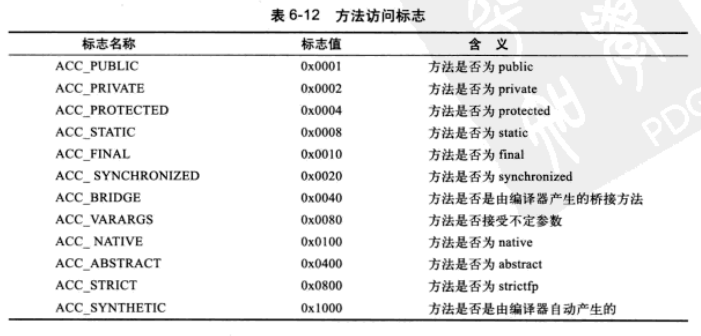 表 6-12 方法访问标志
标志名称 标志值 含 义
ACC_PUBLIC 0x0001 方法是否为 public
ACC_PRIVATE 0x0002 方法是否为 private
ACC_PROTECTED 0x0004 方法是否为 protected
ACC_STATIC 0x0008 方法是否为 static
ACC_FINAL 0x0010 方法是否为 final
ACC_ SYNCHRONIZED 0x0020 方法是否为 synchronized
ACC_BRIDGE 0x0040 方法是否是由编译器产生的桥接方法
ACC_VARARGS 0x0080 方法是否接受不定参数
ACC_ NATIVE 0x0100 方法是否为 native
ACC_ABSTRACT 0x0400 方法是否为 abstract
ACC_STRICT 0x0800 方法是否为 strictfp
ACC_SYNTHETIC 0x1000 方法是否是由编译器自动产生的
PDG